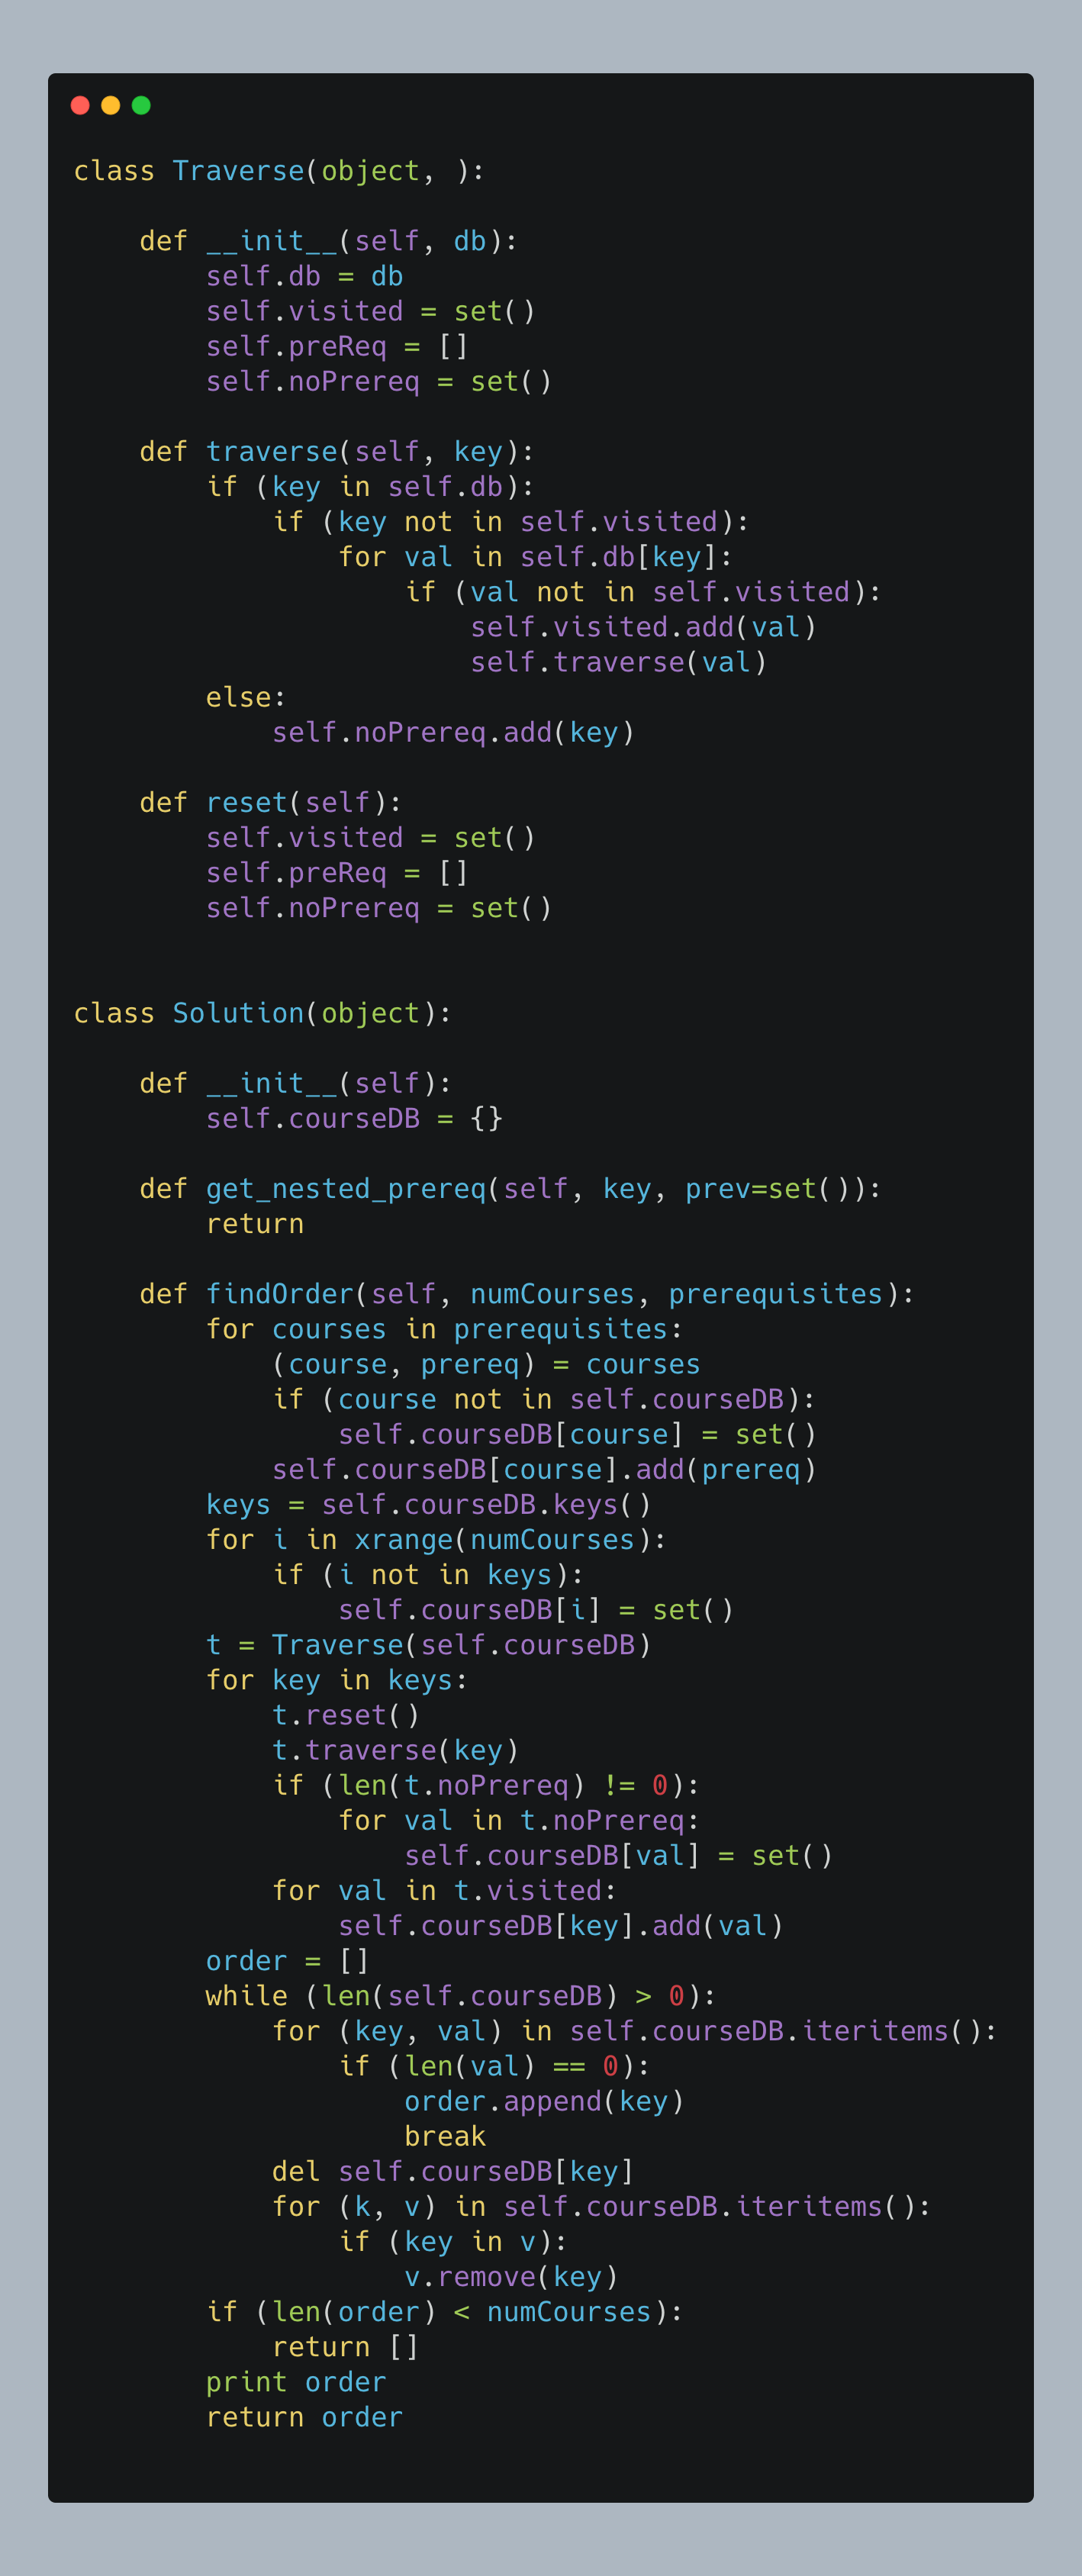 class Traverse(object, ):

    def __init__(self, db):
        self.db = db
        self.visited = set()
        self.preReq = []
        self.noPrereq = set()

    def traverse(self, key):
        if (key in self.db):
            if (key not in self.visited):
                for val in self.db[key]:
                    if (val not in self.visited):
                        self.visited.add(val)
                        self.traverse(val)
        else:
            self.noPrereq.add(key)

    def reset(self):
        self.visited = set()
        self.preReq = []
        self.noPrereq = set()


class Solution(object):

    def __init__(self):
        self.courseDB = {}

    def get_nested_prereq(self, key, prev=set()):
        return

    def findOrder(self, numCourses, prerequisites):
        for courses in prerequisites:
            (course, prereq) = courses
            if (course not in self.courseDB):
                self.courseDB[course] = set()
            self.courseDB[course].add(prereq)
        keys = self.courseDB.keys()
        for i in xrange(numCourses):
            if (i not in keys):
                self.courseDB[i] = set()
        t = Traverse(self.courseDB)
        for key in keys:
            t.reset()
            t.traverse(key)
            if (len(t.noPrereq) != 0):
                for val in t.noPrereq:
                    self.courseDB[val] = set()
            for val in t.visited:
                self.courseDB[key].add(val)
        order = []
        while (len(self.courseDB) > 0):
            for (key, val) in self.courseDB.iteritems():
                if (len(val) == 0):
                    order.append(key)
                    break
            del self.courseDB[key]
            for (k, v) in self.courseDB.iteritems():
                if (key in v):
                    v.remove(key)
        if (len(order) < numCourses):
            return []
        print order
        return order